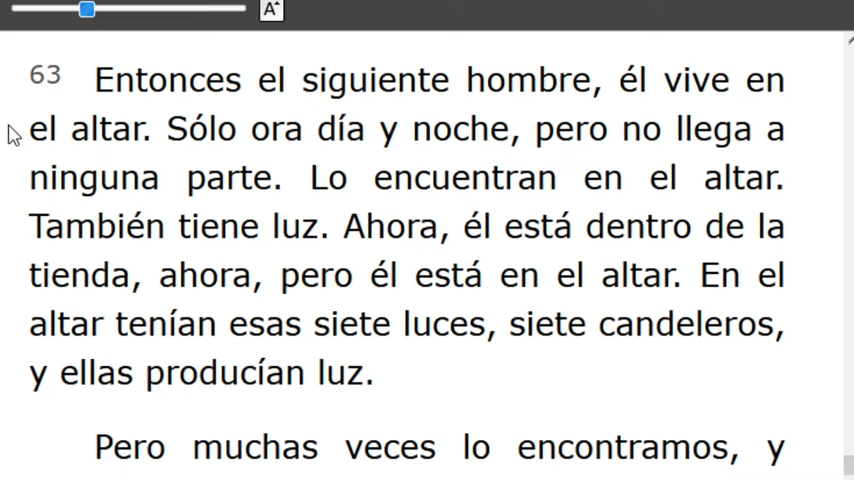 A
63 Entonces el siguiente hombre, él vive en
el altar. Sólo ora día y noche, pero no llega a
ninguna parte. Lo encuentran en el altar.
También tiene luz. Ahora, él está dentro de la
tienda, ahora, pero él está en el altar. En el
altar tenían esas siete luces, siete candeleros,
y ellas producían luz.
Pero muchas veces lo encontramos, y